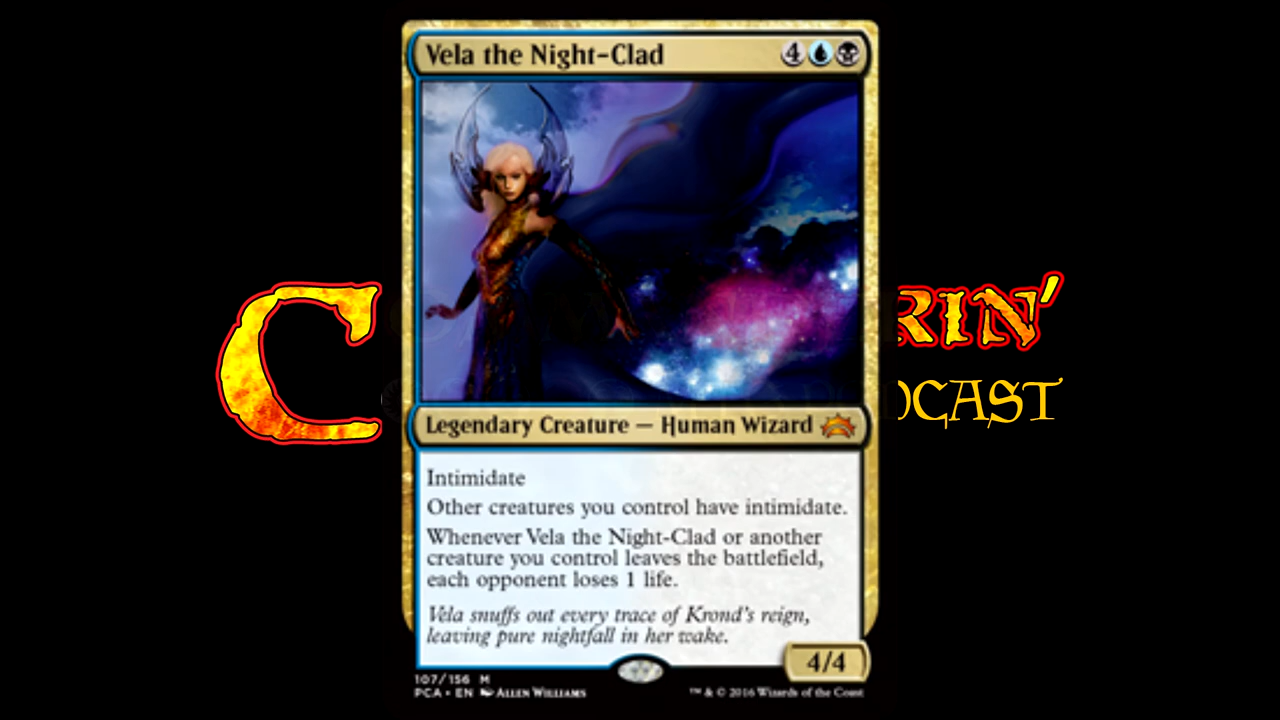 Vela the Night-Clad 4
C RIN'
DCAST
Legendary Creature — Human Wizard
Intimidate
Other creatures you control have intimidate.
Whenever Vela the Night-Clad or another
creature you control leaves the battlefield,
each opponent loses 1 life.
Vela snuffs out every trace of Krond's reign,
leaving pure nightfall in her wake.
4/4
107/156 M
PCA • EN Allen Williams
™ & © 2016 Wizards of the Coast